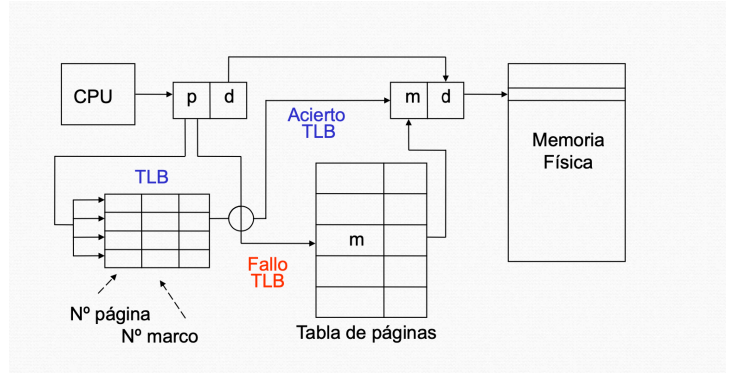 CPU
p
d
m
d
Acierto
TLB
Memoria
Física
TLB
m
Fallo
TLB
Nº página
Nº marco
Tabla de páginas